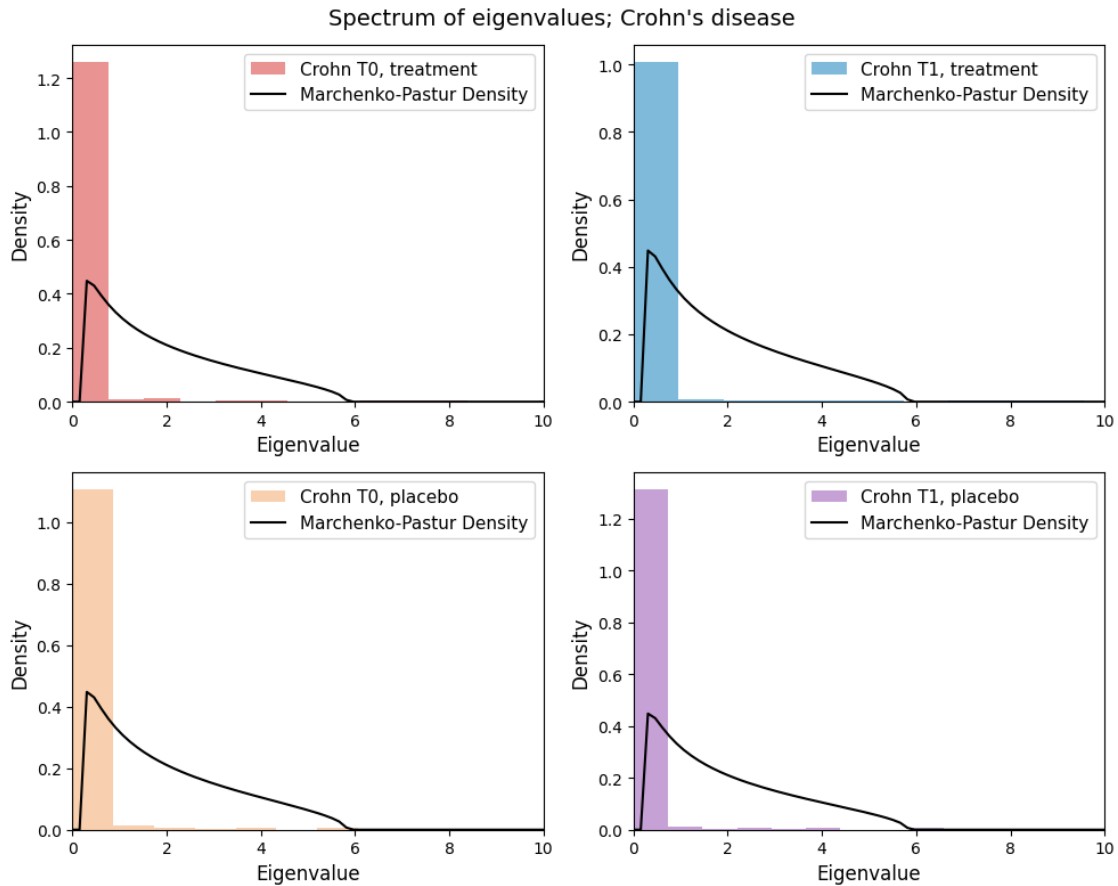 Spectrum of eigenvalues; Crohn's disease
Crohn T0, treatment
Marchenko-Pastur Density
Density
1.2
1.0
0.8
0.6
0.4
0.2
0.0
0 2 4 6 8 10
Eigenvalue
Crohn T1, treatment
Marchenko-Pastur Density
Density
1.0
0.8
0.6
0.4
0.2
0.0
0 2 4 6 8 10
Eigenvalue
Crohn T0, placebo
Marchenko-Pastur Density
Density
1.0
0.8
0.6
0.4
0.2
0.0
0 2 4 6 8 10
Eigenvalue
Crohn T1, placebo
Marchenko-Pastur Density
Density
1.2
1.0
0.8
0.6
0.4
0.2
0.0
0 2 4 6 8 10
Eigenvalue